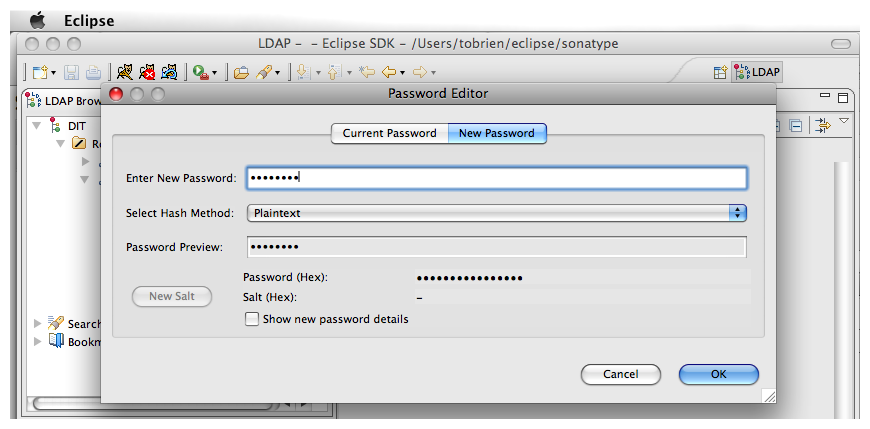 Eclipse
LDAP - - Eclipse SDK - /Users/tobrien/eclipse/sonatype
LDAP
LDAP Brow
Password Editor
DIT
Current Password New Password
Enter New Password: ••••••••
Select Hash Method: Plaintext
Password Preview: ••••••••
Password (Hex): ••••••••••••••••
New Salt
Salt (Hex): –
Show new password details
Search
Bookm
Cancel OK